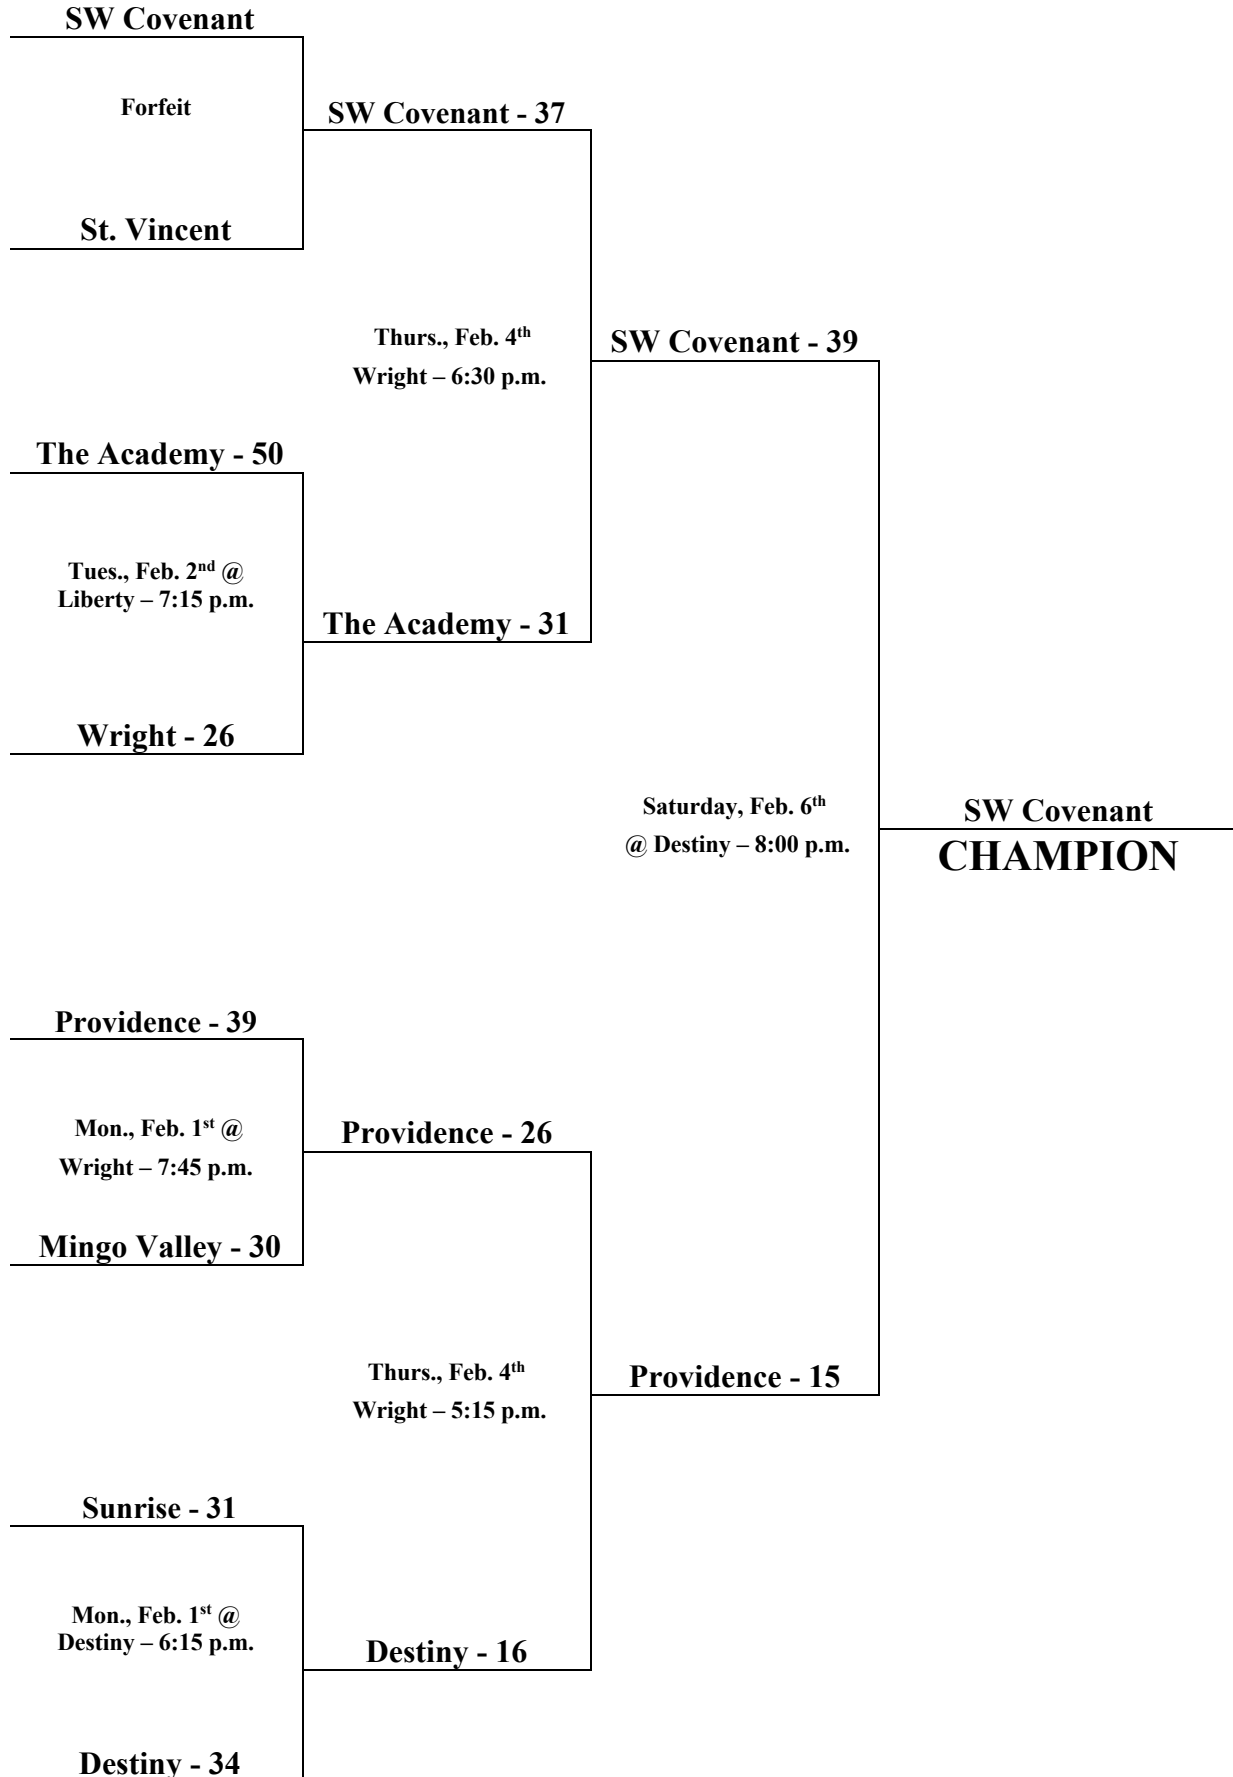 SW Covenant
Forfeit
SW Covenant - 37
St. Vincent
Thurs., Feb. 4th
Wright – 6:30 p.m.
SW Covenant - 39
The Academy - 50
Tues., Feb. 2nd @
Liberty – 7:15 p.m.
The Academy - 31
Wright - 26
Saturday, Feb. 6th
@ Destiny – 8:00 p.m.
SW Covenant
CHAMPION
Providence - 39
Mon., Feb. 1st @
Wright – 7:45 p.m.
Providence - 26
Mingo Valley - 30
Thurs., Feb. 4th
Wright – 5:15 p.m.
Providence - 15
Sunrise - 31
Mon., Feb. 1st @
Destiny – 6:15 p.m.
Destiny - 16
Destiny - 34